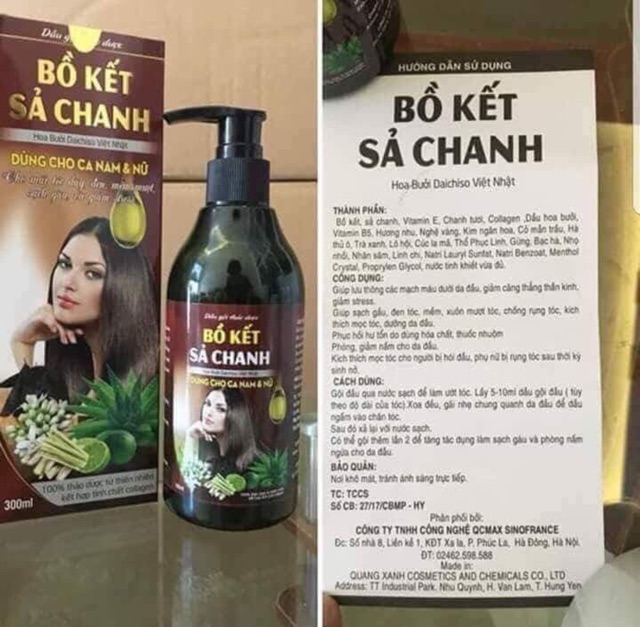 Dầu gội dược
BỒ KẾT
SẢ CHANH
Hoa Bưởi Daichiso Việt Nhật
DÙNG CHO CẢ NAM & NỮ
100% thảo dược từ thiên nhiên
kết hợp tinh chất collagen
300ml
Dầu gội thảo dược
BỒ KẾT
SẢ CHANH
Hoa Bưởi Daichiso Việt Nhật
DÙNG CHO CẢ NAM & NỮ
HƯỚNG DẪN SỬ DỤNG
BỒ KẾT
SẢ CHANH
Hoa Bưởi Daichiso Việt Nhật
THÀNH PHẦN:
Bồ kết, sả chanh, Vitamin E, Chanh tươi, Collagen ,Dầu hoa bưởi,
Vitamin B5, Hương nhu, Nghệ vàng, Kim ngân hoa, Cỏ mần trầu, Hà
thủ ô, Trà xanh, Lô hội, Cúc la mã, Thổ Phục Linh, Gừng, Bạc hà, Nhọ
nhồi, Nhân sâm, Linh chi, Natri Lauryl Sunfat, Natri Benzoat, Menthol
Crystal, Proprylen Glycol, nước tinh khiết vừa đủ.
CÔNG DỤNG:
Giúp lưu thông các mạch máu dưới da đầu, giảm căng thẳng thần kinh,
giảm stress.
Giúp sạch gầu, đen tóc, mềm, xuôn mượt tóc, chống rụng tóc, kích
thích mọc tóc, dưỡng da đầu.
Phục hồi hư tổn do dùng hóa chất, thuốc nhuộm
Phòng, giảm nấm cho da đầu.
Kích thích mọc tóc cho người bị hói đầu, phụ nữ bị rụng tóc sau thời kỳ
sinh nở.
CÁCH DÙNG:
Gội đầu qua nước sạch để làm ướt tóc. Lấy 5-10ml dầu gội đầu ( tùy
theo độ dài của tóc) Xoa đều, gãi nhẹ chung quanh da đầu để dầu
ngấm vào chân tóc.
Sau đó xả lại với nước sạch.
Có thể gội thêm lần 2 để tăng tác dụng làm sạch gàu và phòng nấm
ngứa cho da đầu.
BẢO QUẢN:
Nơi khô mát, tránh ánh sáng trực tiếp.
TC: TCCS
Số CB: 27/17/CBMP - HY
Phân phối bởi:
CÔNG TY TNHH CÔNG NGHỆ QCMAX SINOFRANCE
Đc: Số nhà 8, Liền kề 1, KĐT Xa la, P. Phúc La, Hà Đông, Hà Nội.
ĐT: 02462.598.588
Made in:
QUANG XANH COSMETICS AND CHEMICALS CO., LTD
Address: TT Industrial Park, Nhu Quynh, H. Van Lam, T. Hung Yen